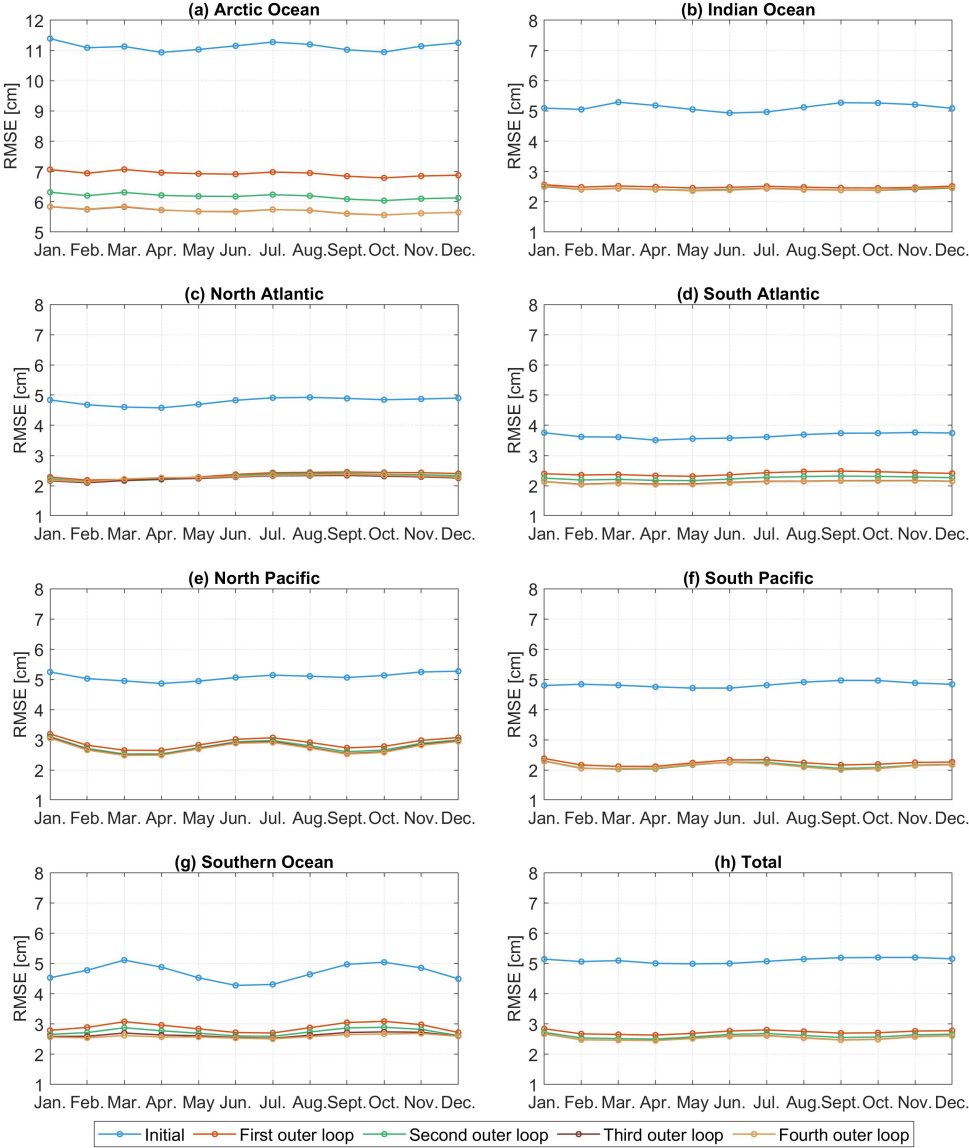 (a) Arctic Ocean
12
11
10
9
8
7
6
5
RMSE [cm]
Jan. Feb. Mar. Apr. May Jun. Jul. Aug. Sept. Oct. Nov. Dec.
(b) Indian Ocean
8
7
6
5
4
3
2
1
RMSE [cm]
Jan. Feb. Mar. Apr. May Jun. Jul. Aug. Sept. Oct. Nov. Dec.
(c) North Atlantic
8
7
6
5
4
3
2
1
RMSE [cm]
Jan. Feb. Mar. Apr. May Jun. Jul. Aug. Sept. Oct. Nov. Dec.
(d) South Atlantic
8
7
6
5
4
3
2
1
RMSE [cm]
Jan. Feb. Mar. Apr. May Jun. Jul. Aug. Sept. Oct. Nov. Dec.
(e) North Pacific
8
7
6
5
4
3
2
1
RMSE [cm]
Jan. Feb. Mar. Apr. May Jun. Jul. Aug. Sept. Oct. Nov. Dec.
(f) South Pacific
8
7
6
5
4
3
2
1
RMSE [cm]
Jan. Feb. Mar. Apr. May Jun. Jul. Aug. Sept. Oct. Nov. Dec.
(g) Southern Ocean
8
7
6
5
4
3
2
1
RMSE [cm]
Jan. Feb. Mar. Apr. May Jun. Jul. Aug. Sept. Oct. Nov. Dec.
(h) Total
8
7
6
5
4
3
2
1
RMSE [cm]
Jan. Feb. Mar. Apr. May Jun. Jul. Aug. Sept. Oct. Nov. Dec.
Initial First outer loop Second outer loop Third outer loop Fourth outer loop